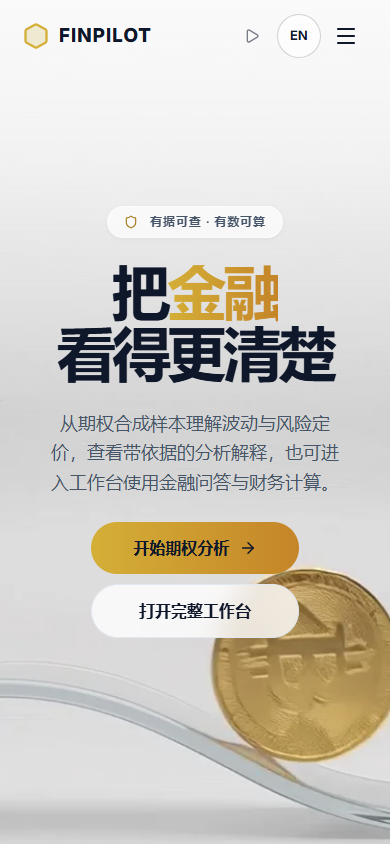 FINPILOT
EN
有据可查 · 有数可算
把金融
看得更清楚
从期权合成样本理解波动与风险定
价，查看带依据的分析解释，也可进
入工作台使用金融问答与财务计算。
开始期权分析
打开完整工作台